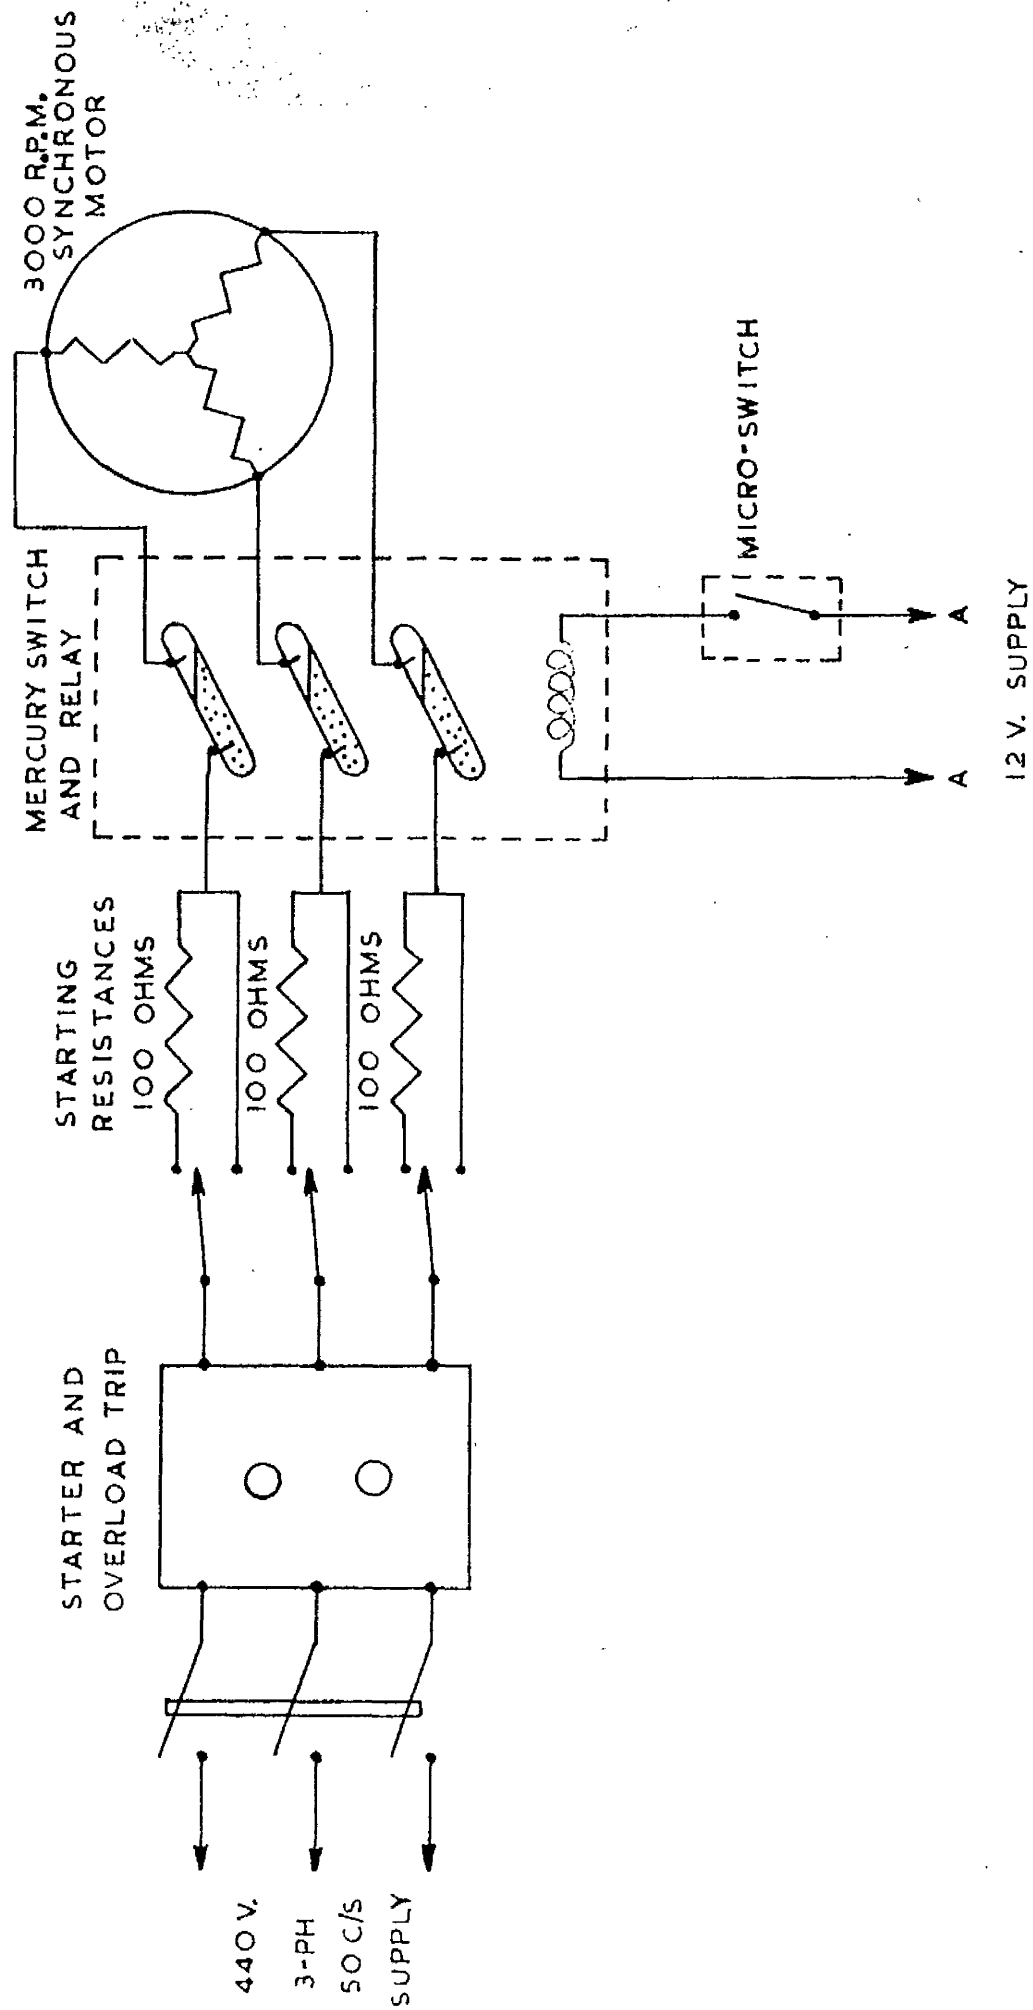 440 V.
3-PH
50 C/S
SUPPLY
STARTER AND
OVERLOAD TRIP
STARTING
RESISTANCES
100 OHMS
100 OHMS
100 OHMS
MERCURY SWITCH
AND RELAY
3000 R.P.M.
SYNCHRONOUS
MOTOR
MICRO-SWITCH
A
A
12 V. SUPPLY